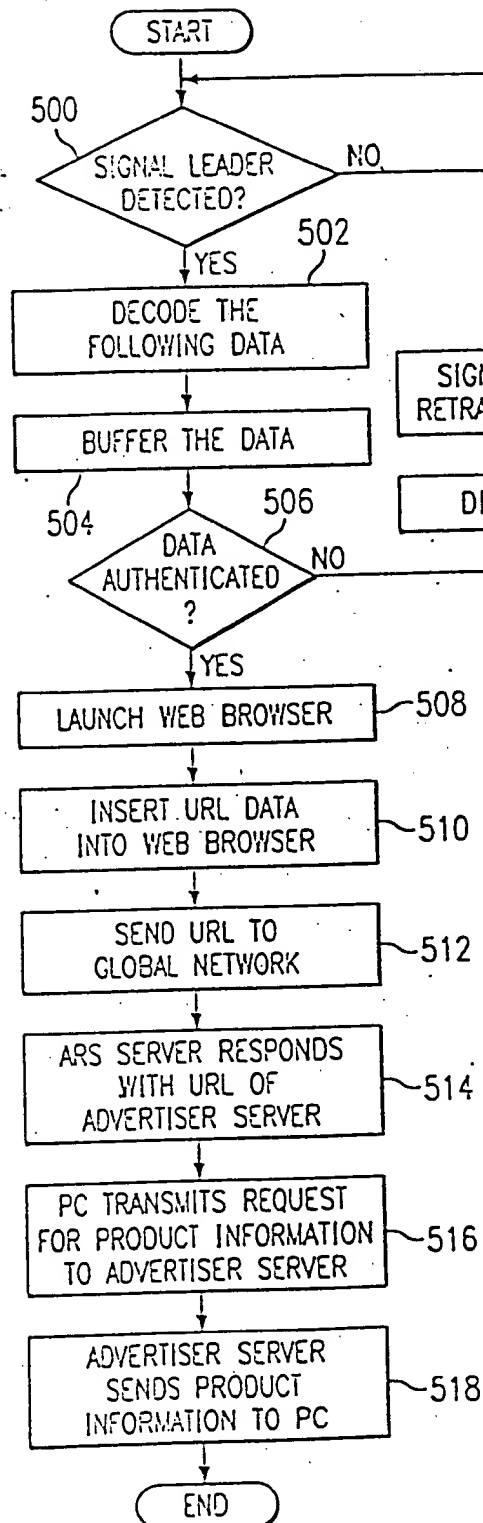 START
500
SIGNAL LEADER
DETECTED?
NO
YES
502
DECODE THE
FOLLOWING DATA
BUFFER THE DATA
504
506
DATA
AUTHENTICATED
?
NO
YES
LAUNCH WEB BROWSER
508
INSERT URL DATA
INTO WEB BROWSER
510
SEND URL TO
GLOBAL NETWORK
512
ARS SERVER RESPONDS
WITH URL OF
ADVERTISER SERVER
514
PC TRANSMITS REQUEST
FOR PRODUCT INFORMATION
TO ADVERTISER SERVER
516
ADVERTISER SERVER
SENDS PRODUCT
INFORMATION TO PC
518
END